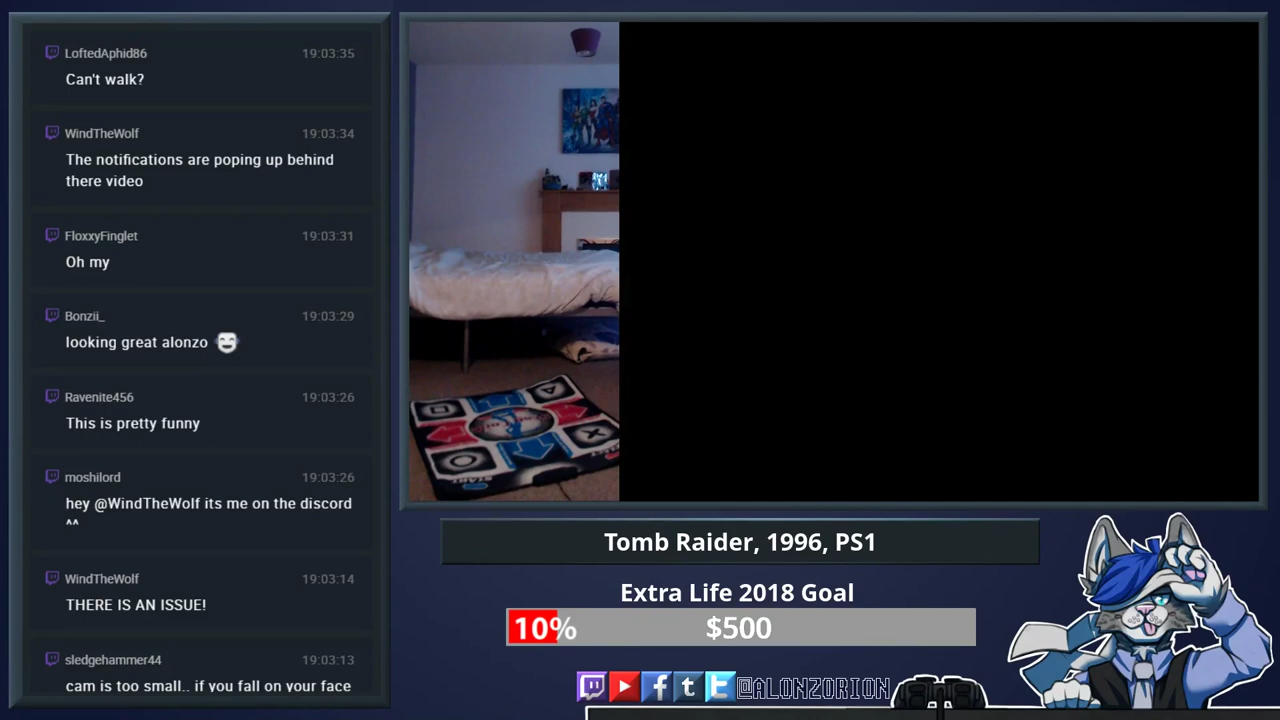 LoftedAphid86 19:03:35
Can't walk?
WindTheWolf 19:03:34
The notifications are poping up behind
there video
FloxxyFinglet 19:03:31
Oh my
Bonzii_ 19:03:29
looking great alonzo
Ravenite456 19:03:26
This is pretty funny
moshilord 19:03:26
hey @WindTheWolf its me on the discord
^^
WindTheWolf 19:03:14
THERE IS AN ISSUE!
sledgehammer44 19:03:13
cam is too small.. if you fall on your face
START
Tomb Raider, 1996, PS1
Extra Life 2018 Goal
10% $500
@ALONZORION